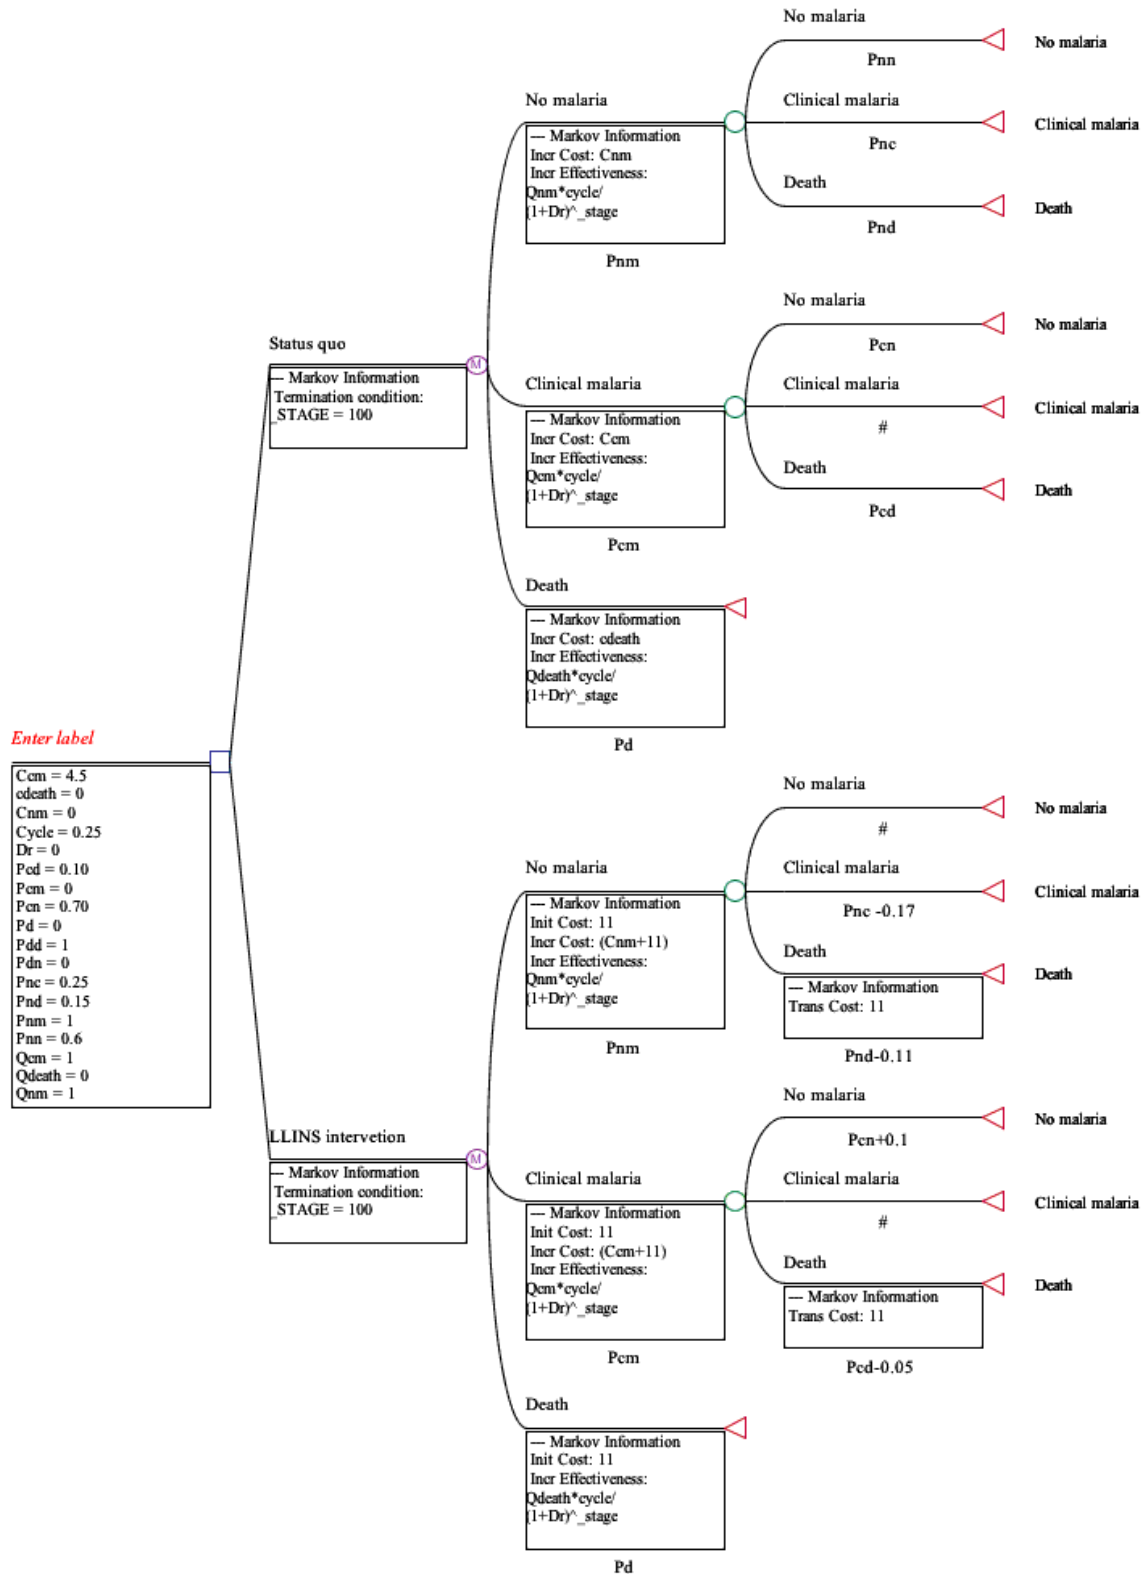 Enter label
Ccm = 4.5
cdeath = 0
Cnm = 0
Cycle = 0.25
Dr = 0
Pcd = 0.10
Pcm = 0
Pcn = 0.70
Pd = 0
Pdd = 1
Pdn = 0
Pnc = 0.25
Pnd = 0.15
Pnm = 1
Pnn = 0.6
Qcm = 1
Qdeath = 0
Qnm = 1
Status quo
--- Markov Information
Termination condition:
_STAGE = 100
No malaria
--- Markov Information
Incr Cost: Cnm
Incr Effectiveness:
Qnm*cycle/
(1+Dr)^_stage
Pnm
No malaria
Pnn
No malaria
Clinical malaria
Pnc
Clinical malaria
Death
Pnd
Death
Clinical malaria
--- Markov Information
Incr Cost: Ccm
Incr Effectiveness:
Qcm*cycle/
(1+Dr)^_stage
Pcm
No malaria
Pcn
No malaria
Clinical malaria
#
Clinical malaria
Death
Pcd
Death
Death
--- Markov Information
Incr Cost: cdeath
Incr Effectiveness:
Qdeath*cycle/
(1+Dr)^_stage
Pd
LLINS intervetion
--- Markov Information
Termination condition:
_STAGE = 100
No malaria
--- Markov Information
Init Cost: 11
Incr Cost: (Cnm+11)
Incr Effectiveness:
Qnm*cycle/
(1+Dr)^_stage
Pnm
No malaria
#
No malaria
Clinical malaria
Pnc -0.17
Clinical malaria
Death
--- Markov Information
Trans Cost: 11
Pnd-0.11
Death
Clinical malaria
--- Markov Information
Init Cost: 11
Incr Cost: (Ccm+11)
Incr Effectiveness:
Qcm*cycle/
(1+Dr)^_stage
Pcm
No malaria
Pcn+0.1
No malaria
Clinical malaria
#
Clinical malaria
Death
--- Markov Information
Trans Cost: 11
Pcd-0.05
Death
Death
--- Markov Information
Init Cost: 11
Incr Effectiveness:
Qdeath*cycle/
(1+Dr)^_stage
Pd
M
M